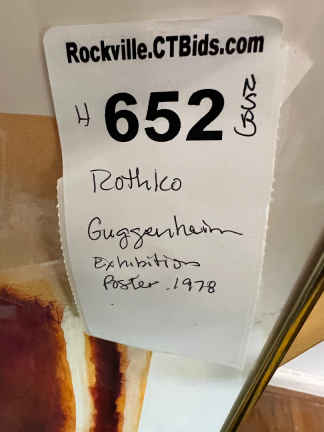 Rockville.CTBids.com
H 652
Rothko
Guggenheim
Exhibition
Poster. 1978